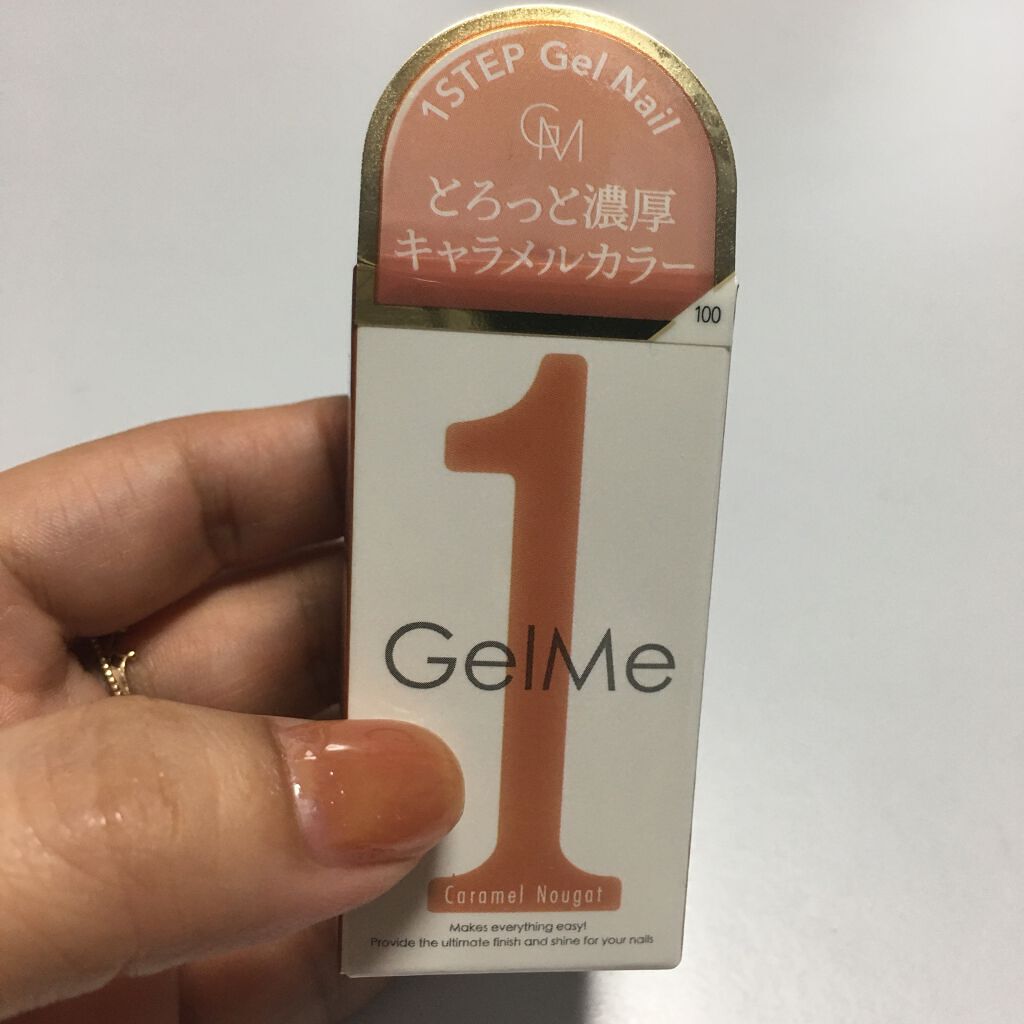 1STEP Gel Nail
GM
とろっと濃厚
キャラメルカラー
100
1
GelMe
Caramel Nougat
Makes everything easy!
Provide the ultimate finish and shine for your nails